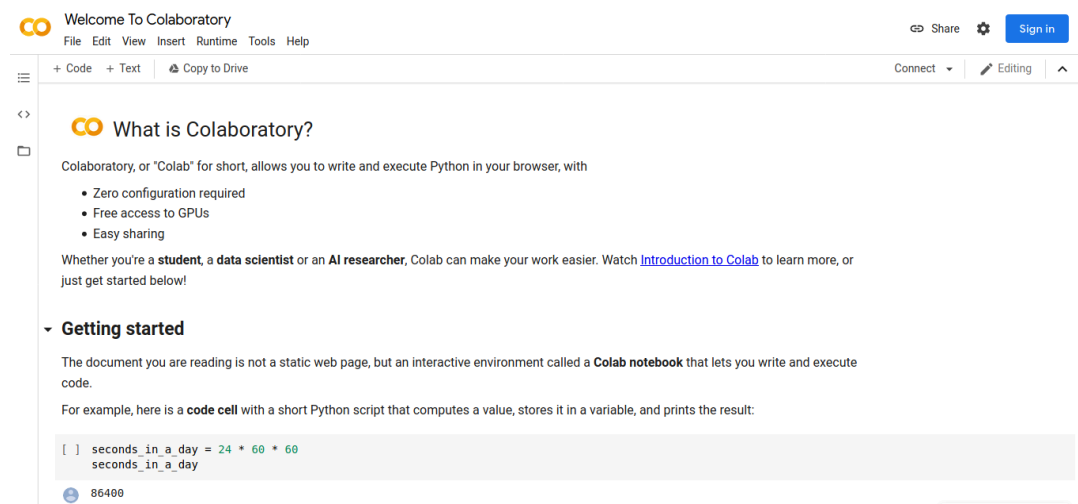 Welcome To Colaboratory
File Edit View Insert Runtime Tools Help
Share
Sign in
+ Code + Text Copy to Drive
Connect
Editing
What is Colaboratory?
Colaboratory, or "Colab" for short, allows you to write and execute Python in your browser, with
• Zero configuration required
• Free access to GPUs
• Easy sharing
Whether you're a student, a data scientist or an AI researcher, Colab can make your work easier. Watch Introduction to Colab to learn more, or
just get started below!
Getting started
The document you are reading is not a static web page, but an interactive environment called a Colab notebook that lets you write and execute
code.
For example, here is a code cell with a short Python script that computes a value, stores it in a variable, and prints the result:
[ ] seconds_in_a_day = 24 * 60 * 60
seconds_in_a_day
86400